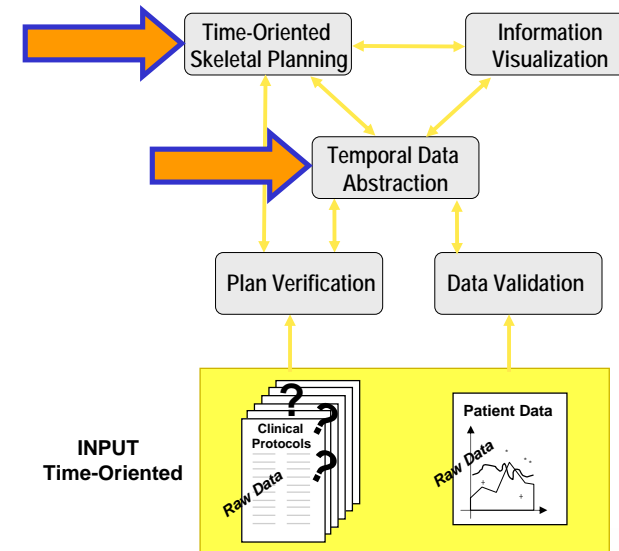 Time-Oriented
Skeletal Planning
Information
Visualization
Temporal Data
Abstraction
Plan Verification
Data Validation
INPUT
Time-Oriented
?
?
?
Clinical
Protocols
Raw Data
Patient Data
Raw Data